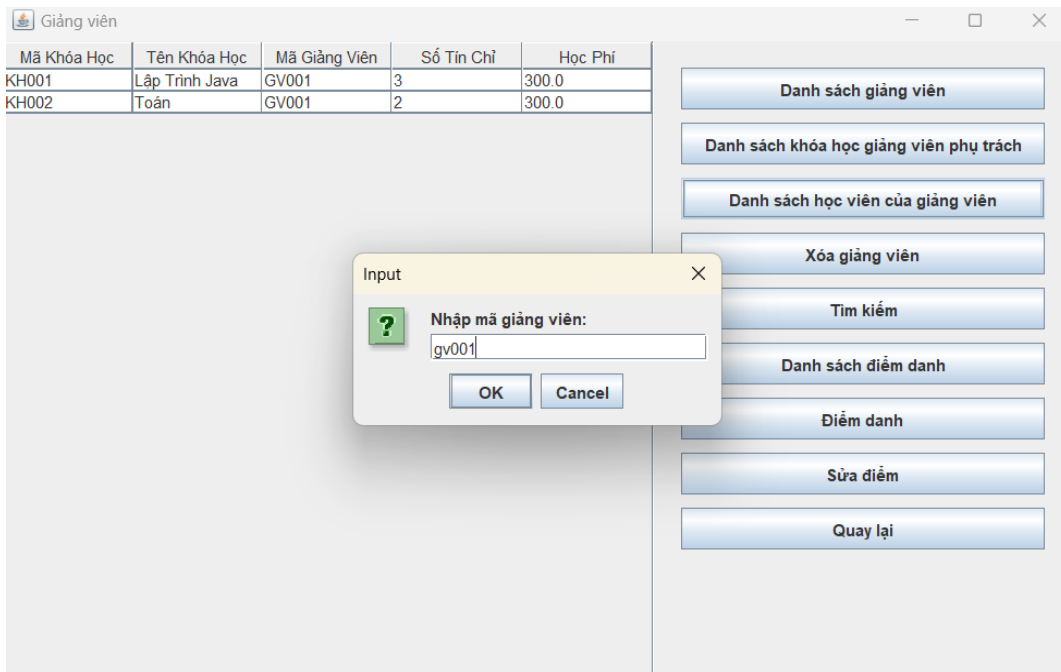 Giảng viên
Mã Khóa Học Tên Khóa Học Mã Giảng Viên Số Tín Chỉ Học Phí
KH001 Lập Trình Java GV001 3 300.0
KH002 Toán GV001 2 300.0
Danh sách giảng viên
Danh sách khóa học giảng viên phụ trách
Danh sách học viên của giảng viên
Xóa giảng viên
Tìm kiếm
Danh sách điểm danh
Điểm danh
Sửa điểm
Quay lại
Input
?
Nhập mã giảng viên:
gv001
OK Cancel